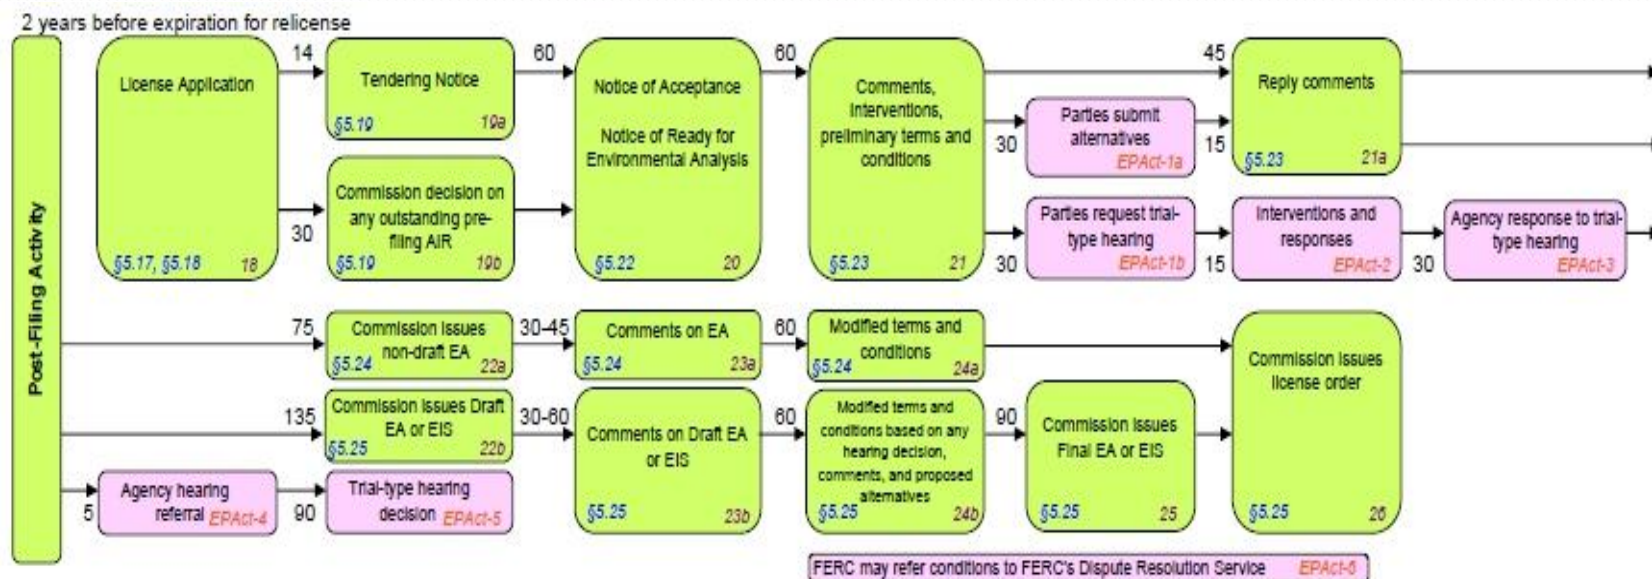 2 years before expiration for relicense
Post-Filing Activity
License Application
§5.17, §5.18 18
14
Tendering Notice
§5.19 19a
30
Commission decision on
any outstanding pre-
filing AIR
§5.19 19b
60
Notice of Acceptance
Notice of Ready for
Environmental Analysis
§5.22 20
60
Comments,
Interventions,
preliminary terms and
conditions
§5.23 21
45
30
Parties submit
alternatives
EPAct-1a
15
Reply comments
§5.23 21a
30
Parties request trial-
type hearing
EPAct-1b
15
Interventions and
responses
EPAct-2
30
Agency response to trial-
type hearing
EPAct-3
75
Commission Issues
non-draft EA
§5.24 22a
30-45
Comments on EA
§5.24 23a
60
Modified terms and
conditions
§5.24 24a
135
Commission Issues Draft
EA or EIS
§5.25 22b
30-60
Comments on Draft EA
or EIS
§5.25 23b
60
Modified terms and
conditions based on any
hearing decision,
comments, and proposed
alternatives
§5.25 24b
90
Commission Issues
Final EA or EIS
§5.25 25
Commission Issues
license order
§5.25 26
5
Agency hearing
referral EPAct-4
90
Trial-type hearing
decision EPAct-5
FERC may refer conditions to FERC's Dispute Resolution Service EPAct-6